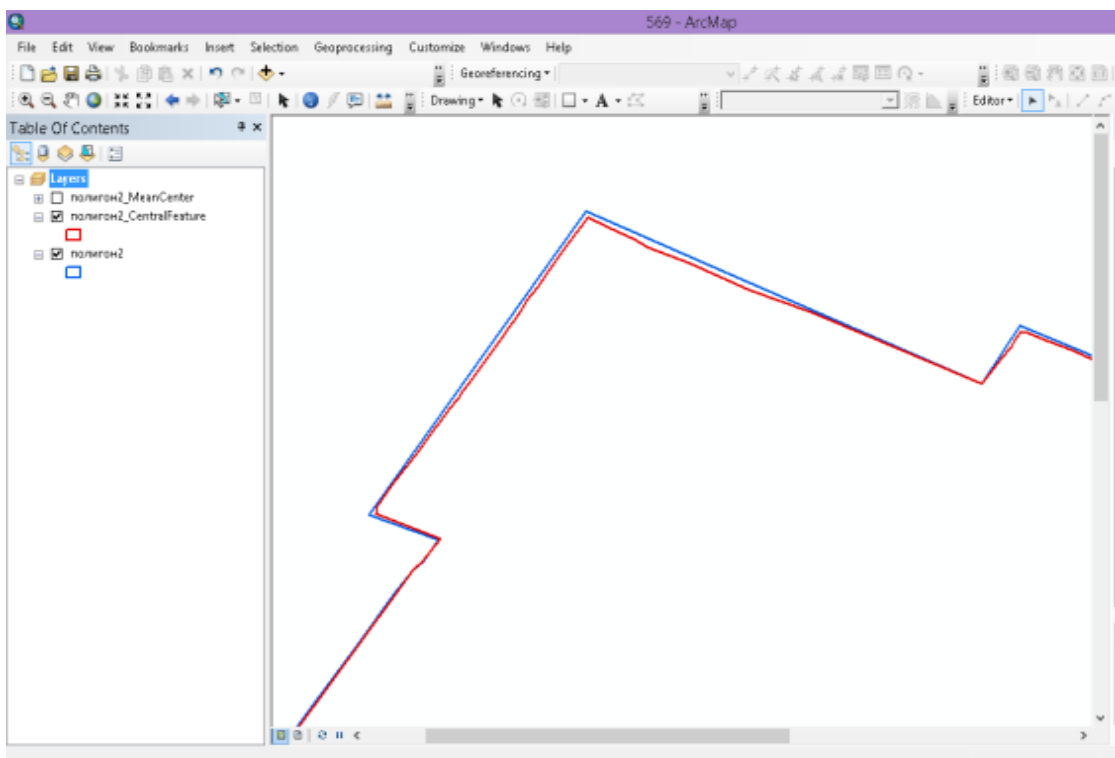 569 - ArcMap
File Edit View Bookmarks Insert Selection Geoprocessing Customize Windows Help
Georeferencing
Drawing A Editor
Table Of Contents
Layers
полигон2_MeanCenter
полигон2_CentralFeature
полигон2